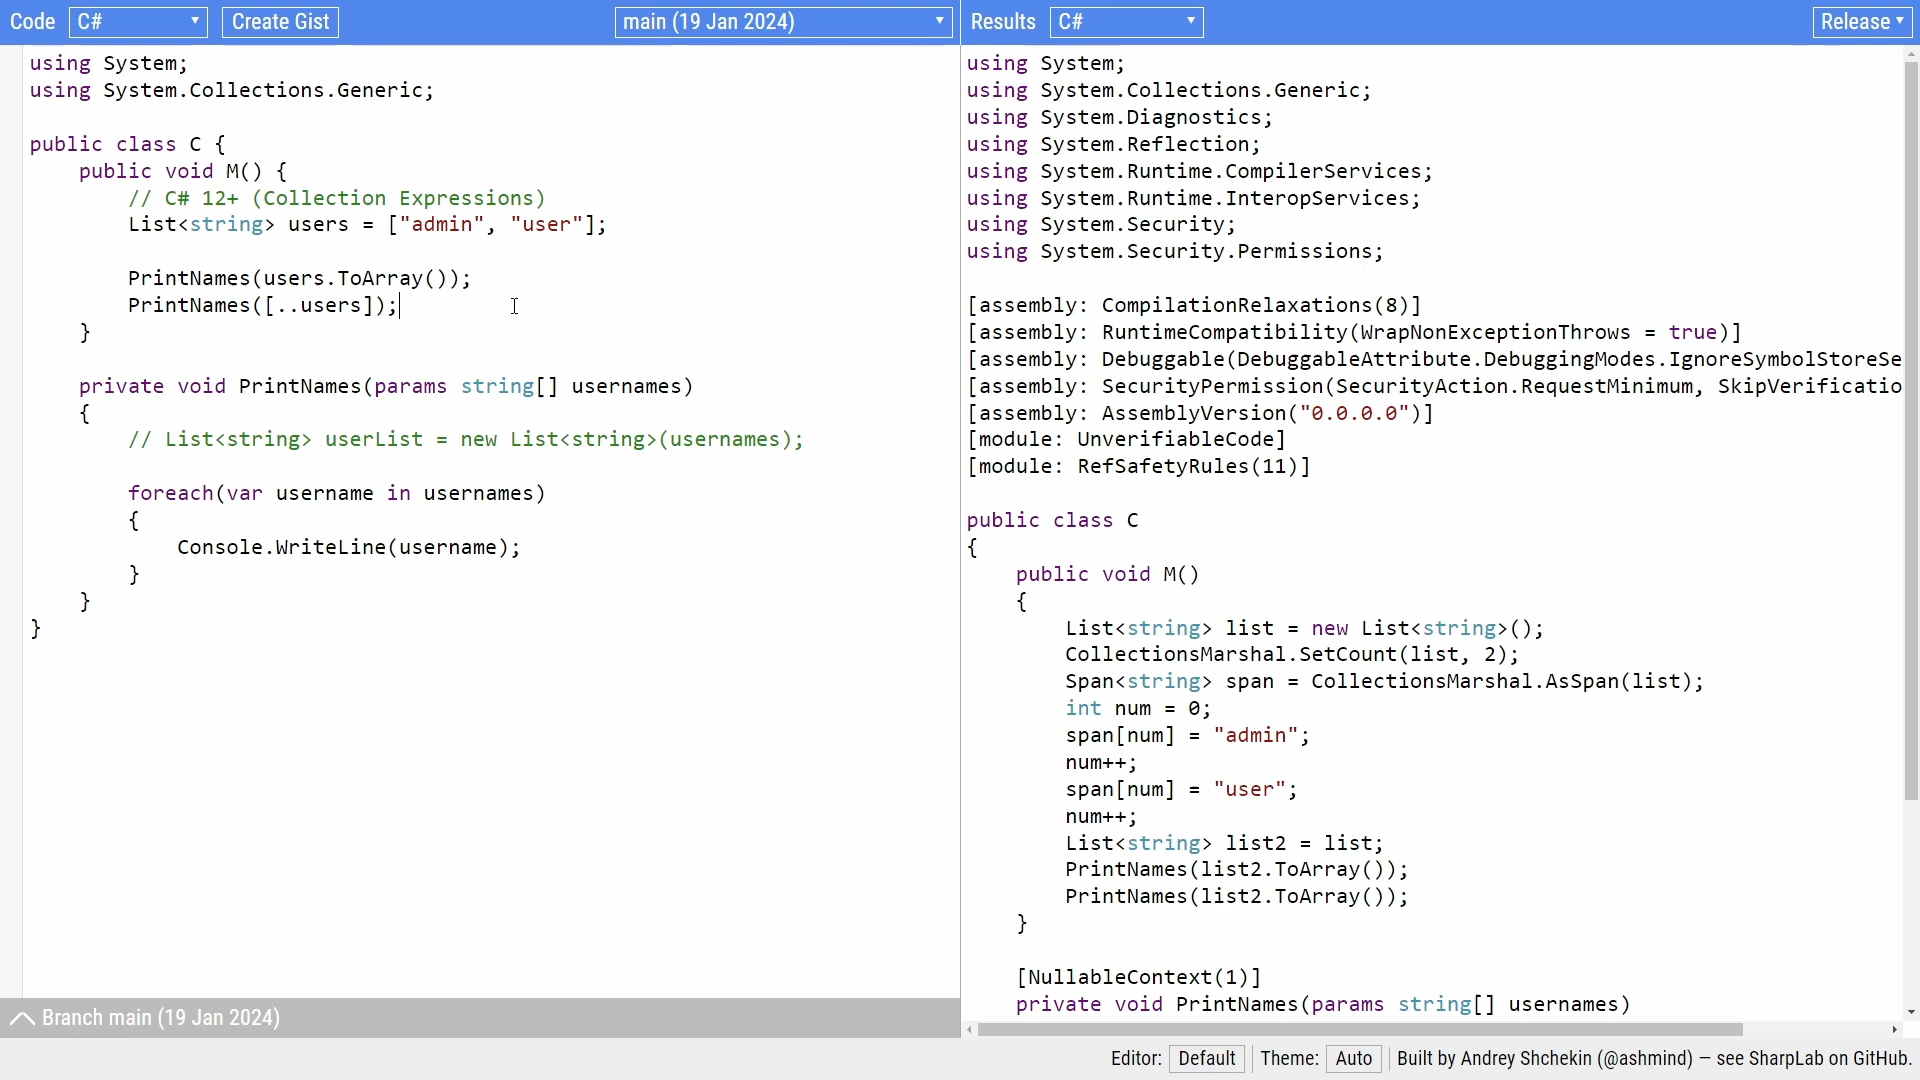 Code C# Create Gist main (19 Jan 2024)
using System;
using System.Collections.Generic;
public class C {
public void M() {
// C# 12+ (Collection Expressions)
List<string> users = ["admin", "user"];
PrintNames(users.ToArray());
PrintNames([..users]);
}
private void PrintNames(params string[] usernames)
{
// List<string> userList = new List<string>(usernames);
foreach(var username in usernames)
{
Console.WriteLine(username);
}
}
}
Branch main (19 Jan 2024)
Results C# Release
using System;
using System.Collections.Generic;
using System.Diagnostics;
using System.Reflection;
using System.Runtime.CompilerServices;
using System.Runtime.InteropServices;
using System.Security;
using System.Security.Permissions;
[assembly: CompilationRelaxations(8)]
[assembly: RuntimeCompatibility(WrapNonExceptionThrows = true)]
[assembly: Debuggable(DebuggableAttribute.DebuggingModes.IgnoreSymbolStoreSe
[assembly: SecurityPermission(SecurityAction.RequestMinimum, SkipVerificatio
[assembly: AssemblyVersion("0.0.0.0")]
[module: UnverifiableCode]
[module: RefSafetyRules(11)]
public class C
{
public void M()
{
List<string> list = new List<string>();
CollectionsMarshal.SetCount(list, 2);
Span<string> span = CollectionsMarshal.AsSpan(list);
int num = 0;
span[num] = "admin";
num++;
span[num] = "user";
num++;
List<string> list2 = list;
PrintNames(list2.ToArray());
PrintNames(list2.ToArray());
}
[NullableContext(1)]
private void PrintNames(params string[] usernames)
Editor: Default Theme: Auto Built by Andrey Shchekin (@ashmind) — see SharpLab on GitHub.